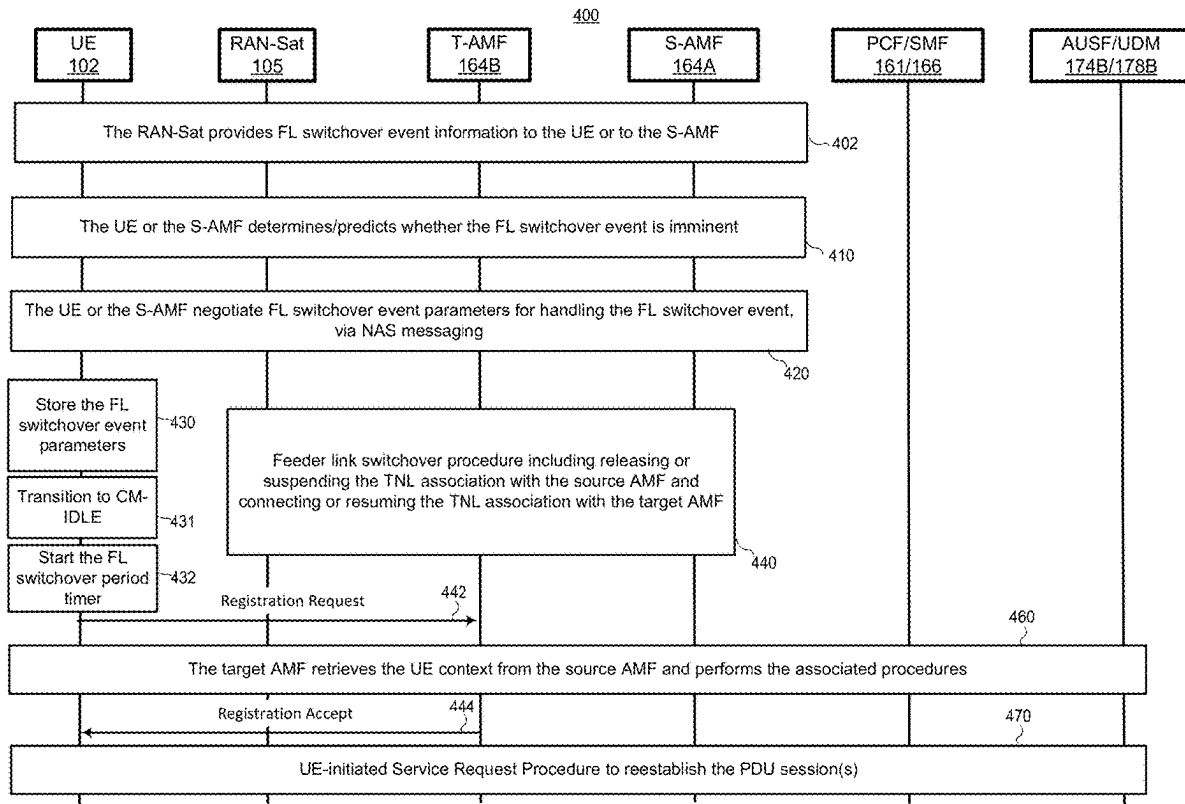 400
UE
102
RAN-Sat
105
T-AMF
164B
S-AMF
164A
PCF/SMF
161/166
AUSF/UDM
174B/178B
The RAN-Sat provides FL switchover event information to the UE or to the S-AMF
402
The UE or the S-AMF determines/predicts whether the FL switchover event is imminent
410
The UE or the S-AMF negotiate FL switchover event parameters for handling the FL switchover event,
via NAS messaging
420
Store the FL
switchover event
parameters
430
Transition to CM-
IDLE
431
Start the FL
switchover period
timer
432
Feeder link switchover procedure including releasing or
suspending the TNL association with the source AMF and
connecting or resuming the TNL association with the target AMF
440
Registration Request
442
460
The target AMF retrieves the UE context from the source AMF and performs the associated procedures
Registration Accept
444
470
UE-initiated Service Request Procedure to reestablish the PDU session(s)